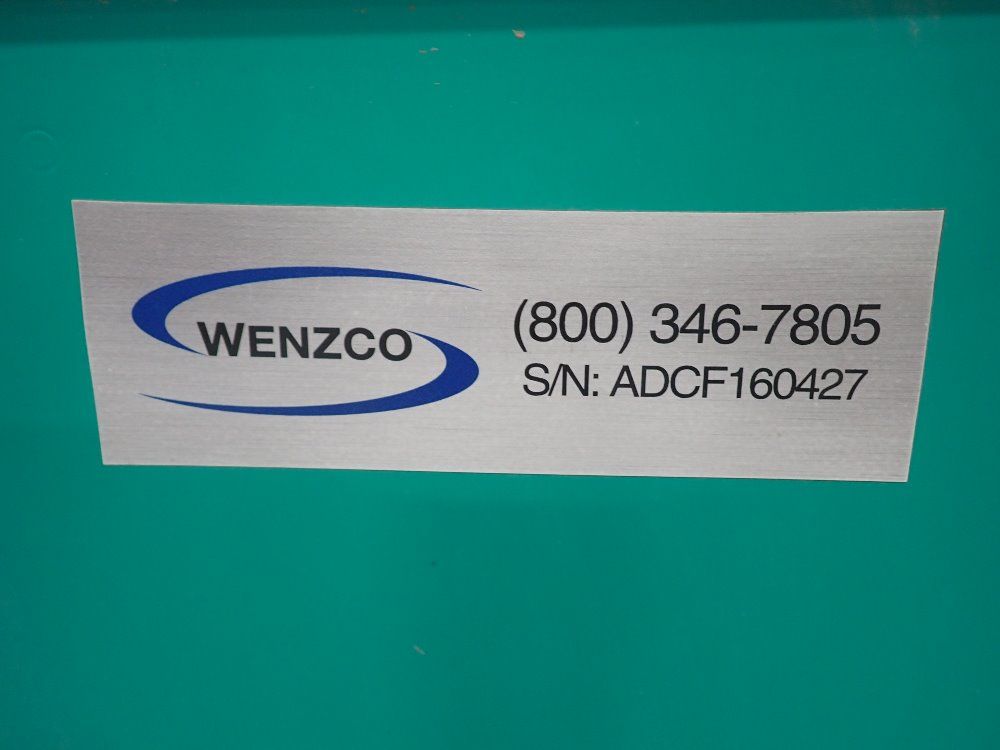 WENZCO
(800) 346-7805
S/N: ADCF160427